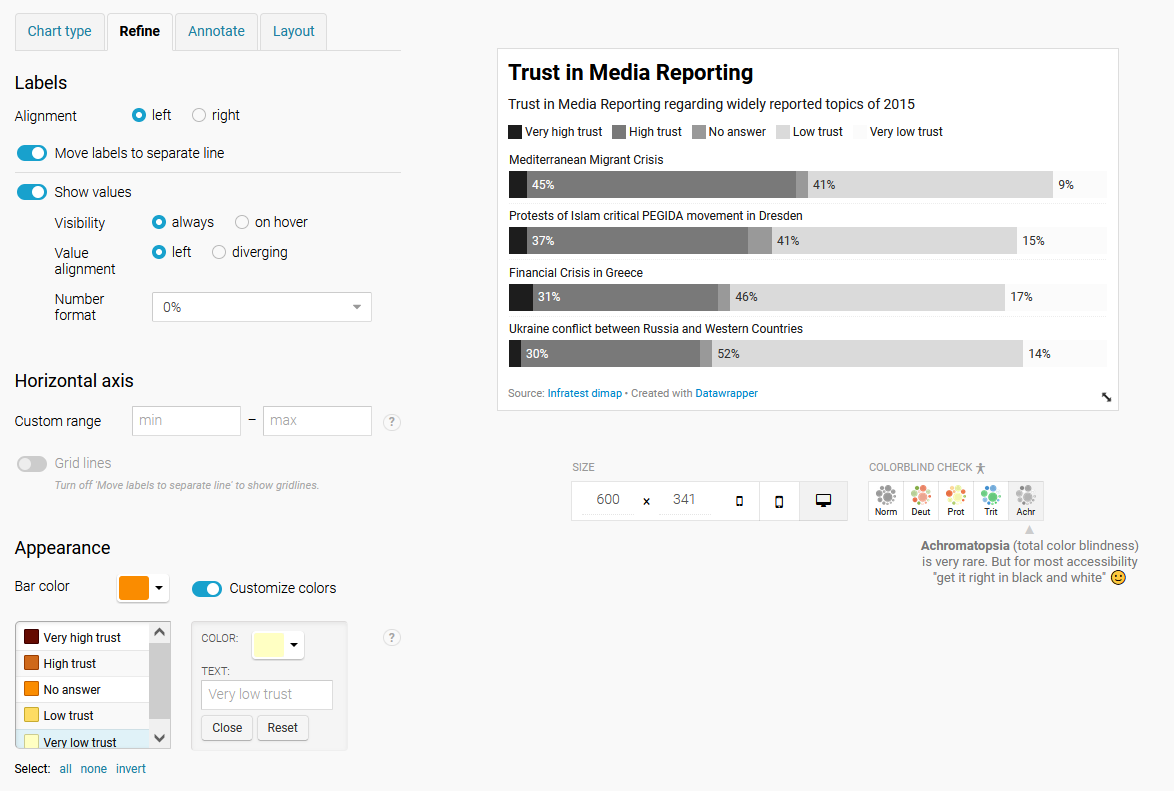 Chart type Refine Annotate Layout
Labels
Alignment left right
Move labels to separate line
Show values
Visibility always on hover
Value alignment left diverging
Number format 0%
Horizontal axis
Custom range min – max ?
Grid lines
Turn off 'Move labels to separate line' to show gridlines.
Appearance
Bar color Customize colors
Very high trust
High trust
No answer
Low trust
Very low trust
COLOR:
TEXT:
Very low trust
Close Reset
?
Select: all none invert
Trust in Media Reporting
Trust in Media Reporting regarding widely reported topics of 2015
Very high trust High trust No answer Low trust Very low trust
Mediterranean Migrant Crisis
45% 41% 9%
Protests of Islam critical PEGIDA movement in Dresden
37% 41% 15%
Financial Crisis in Greece
31% 46% 17%
Ukraine conflict between Russia and Western Countries
30% 52% 14%
Source: Infratest dimap • Created with Datawrapper
SIZE
600 x 341
COLORBLIND CHECK
Norm Deut Prot Trit Achr
Achromatopsia (total color blindness)
is very rare. But for most accessibility
"get it right in black and white"